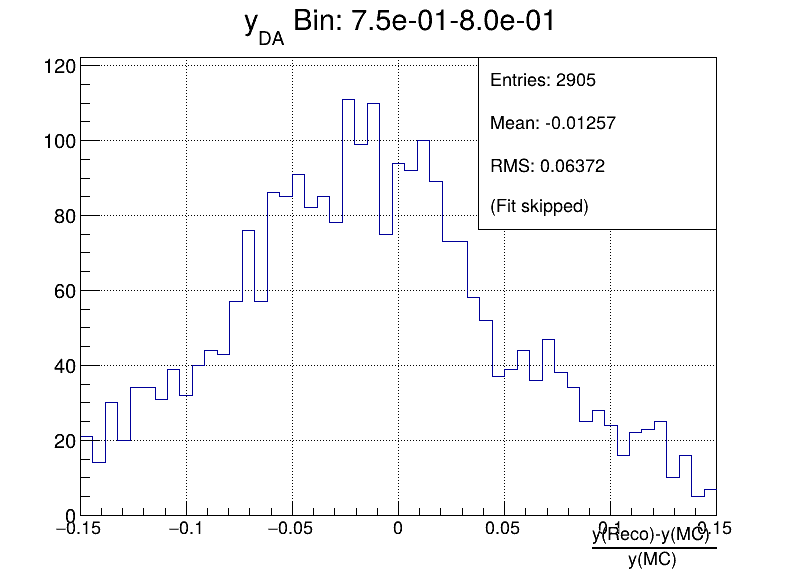 y_DA Bin: 7.5e-01-8.0e-01
Entries: 2905
Mean: -0.01257
RMS: 0.06372
(Fit skipped)
120
100
80
60
40
20
0
−0.15 −0.1 −0.05 0 0.05 0.1 0.15
y(Reco)-y(MC)
y(MC)